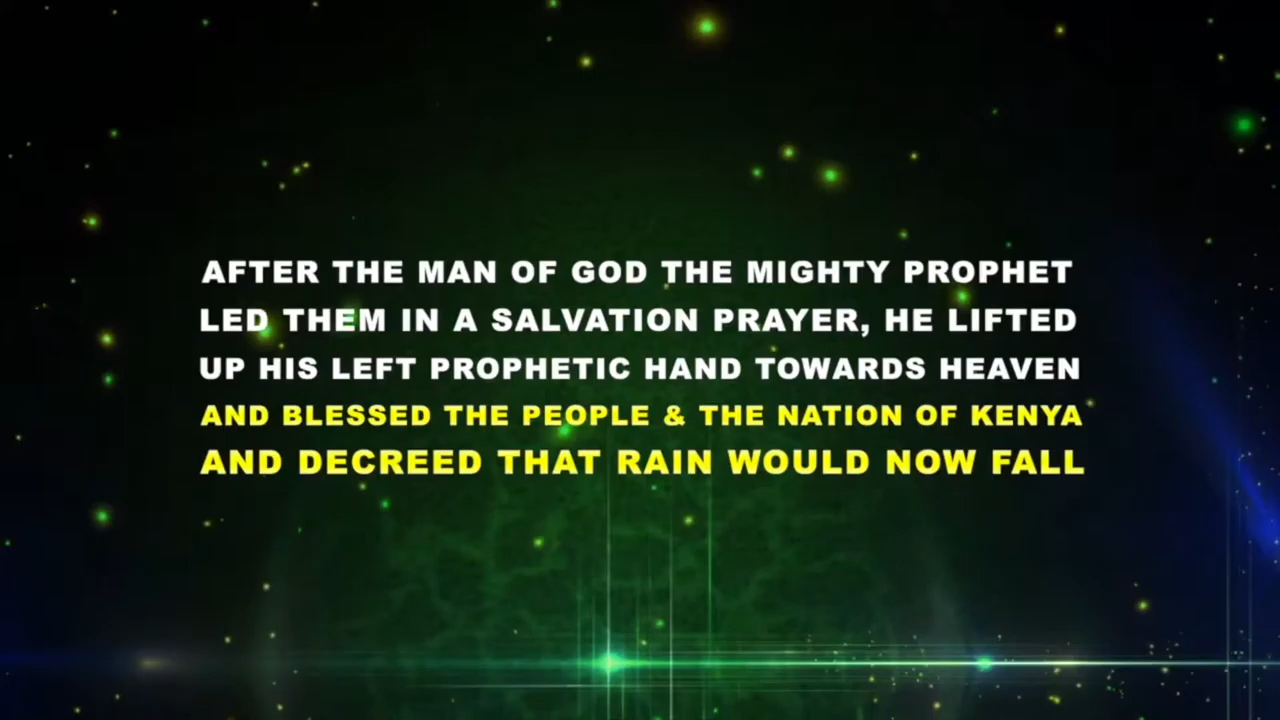 AFTER THE MAN OF GOD THE MIGHTY PROPHET
LED THEM IN A SALVATION PRAYER, HE LIFTED
UP HIS LEFT PROPHETIC HAND TOWARDS HEAVEN
AND BLESSED THE PEOPLE & THE NATION OF KENYA
AND DECREED THAT RAIN WOULD NOW FALL